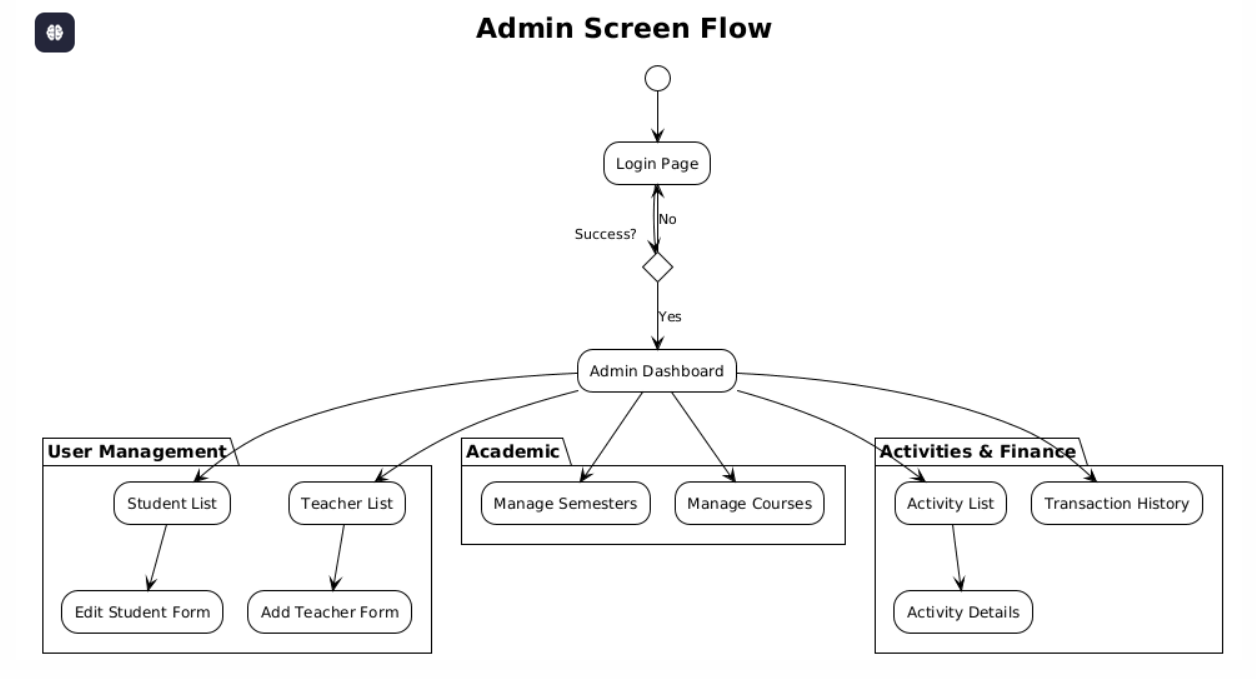 Admin Screen Flow
Login Page
No
Success?
Yes
Admin Dashboard
User Management
Academic
Activities & Finance
Student List
Teacher List
Manage Semesters
Manage Courses
Activity List
Transaction History
Edit Student Form
Add Teacher Form
Activity Details